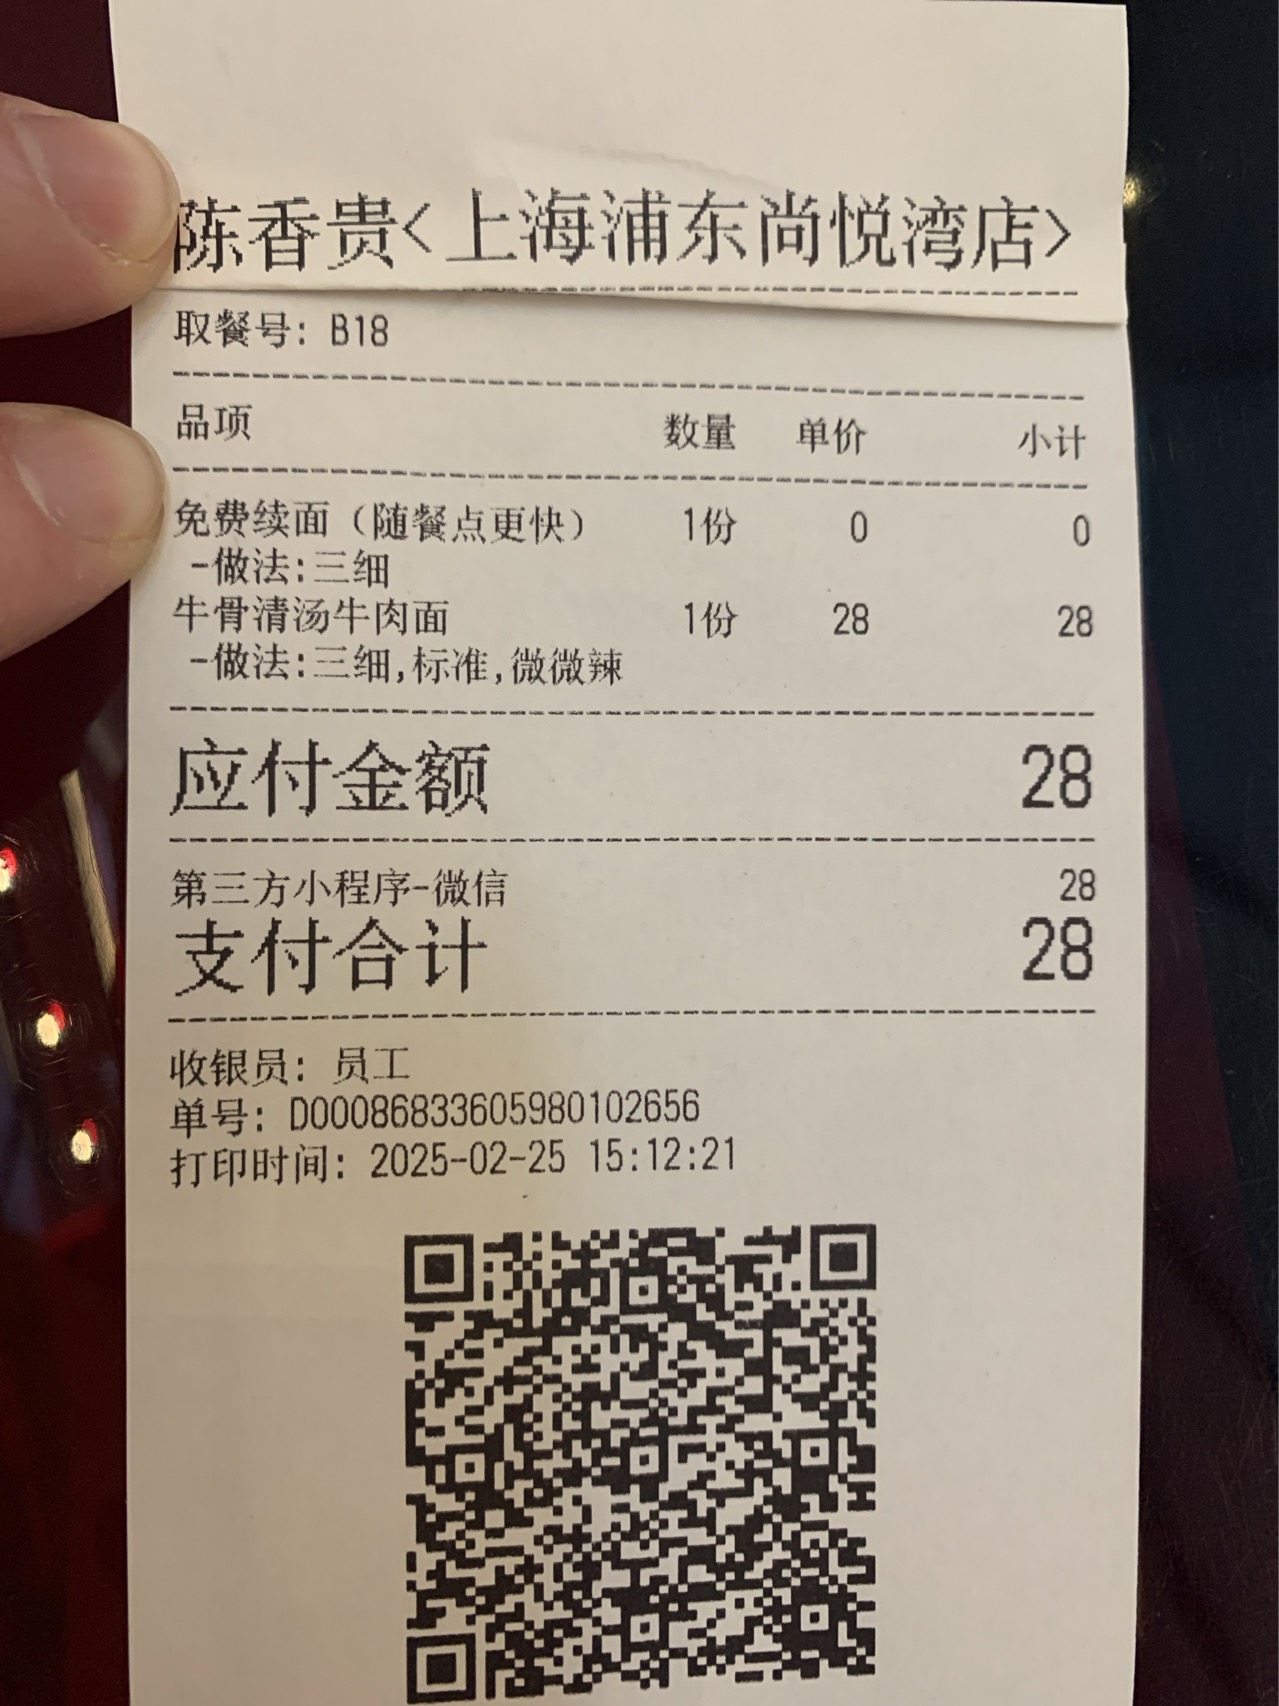 陈香贵<上海浦东尚悦湾店>
取餐号: B18
品项 数量 单价 小计
免费续面（随餐点更快） 1份 0 0
-做法:三细
牛骨清汤牛肉面 1份 28 28
-做法:三细,标准,微微辣
应付金额 28
第三方小程序-微信 28
支付合计 28
收银员: 员工
单号: D000868336059801026​56
打印时间: 2025-02-25 15:12:21